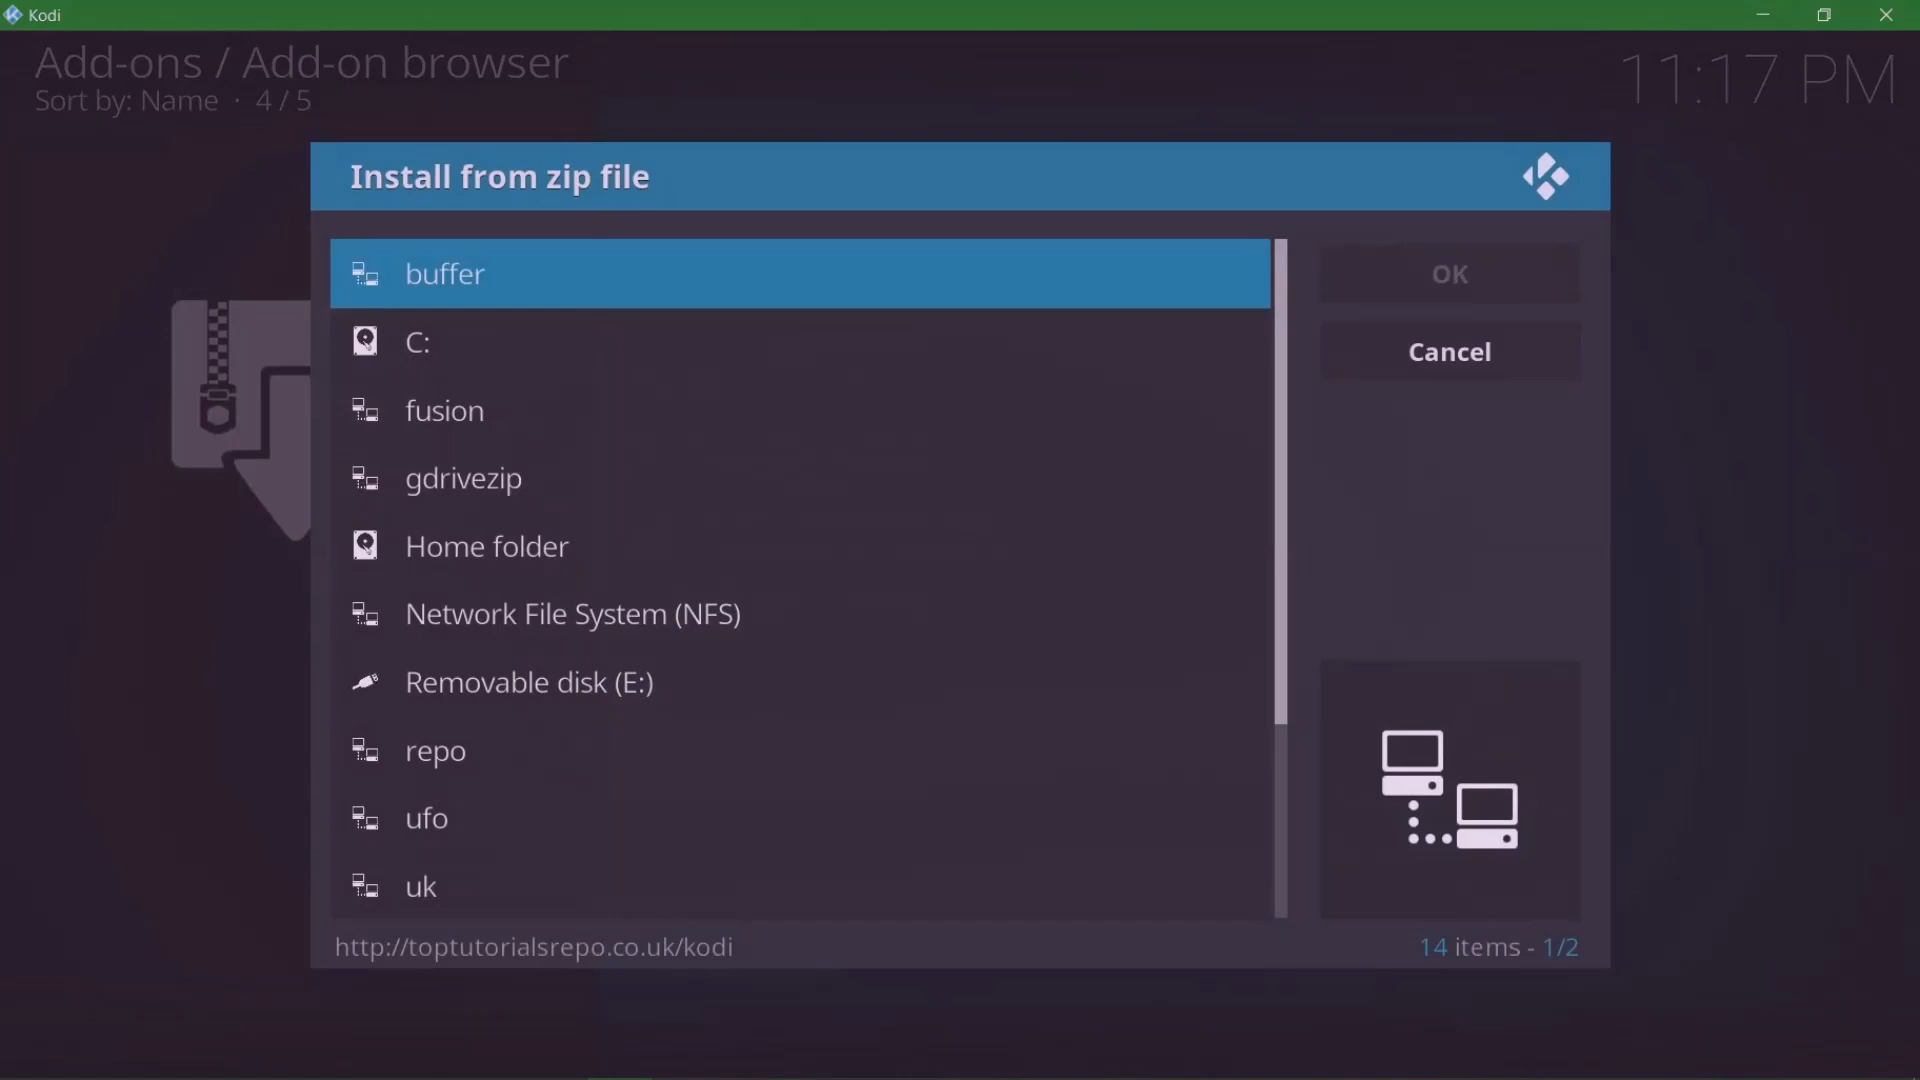 Kodi
Add-ons / Add-on browser
Sort by: Name · 4 / 5
11:17 PM
Install from zip file
buffer
C:
fusion
gdrivezip
Home folder
Network File System (NFS)
Removable disk (E:)
repo
ufo
uk
OK
Cancel
http://toptutorialsrepo.co.uk/kodi
14 items - 1/2